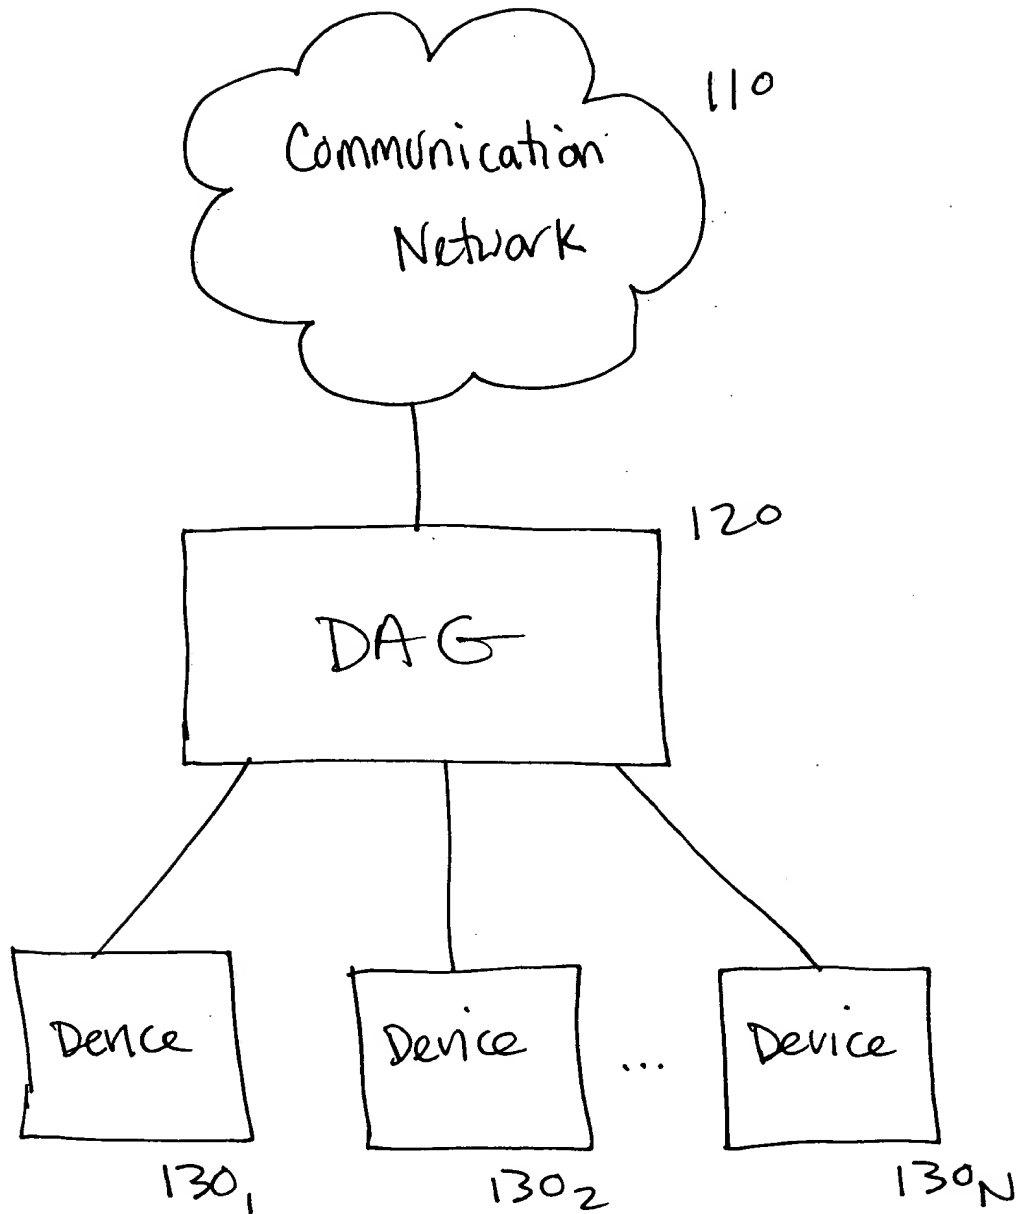 110
Communication
Network
120
DAG
Device
Device
...
Device
130₁
130₂
130N